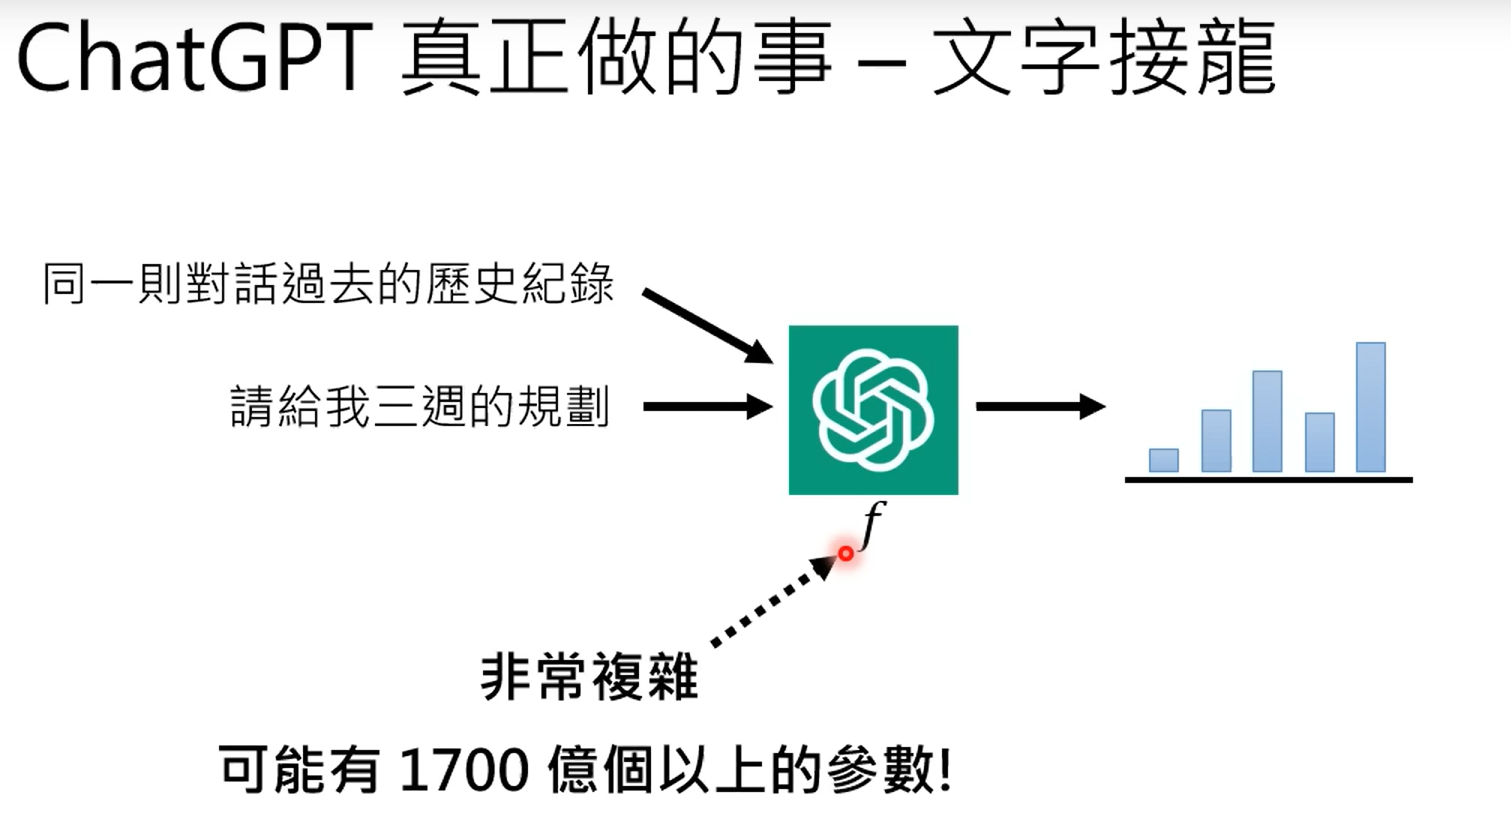 ChatGPT 真正做的事 – 文字接龍
同一則對話過去的歷史紀錄
請給我三週的規劃
f
非常複雜
可能有 1700 億個以上的參數!